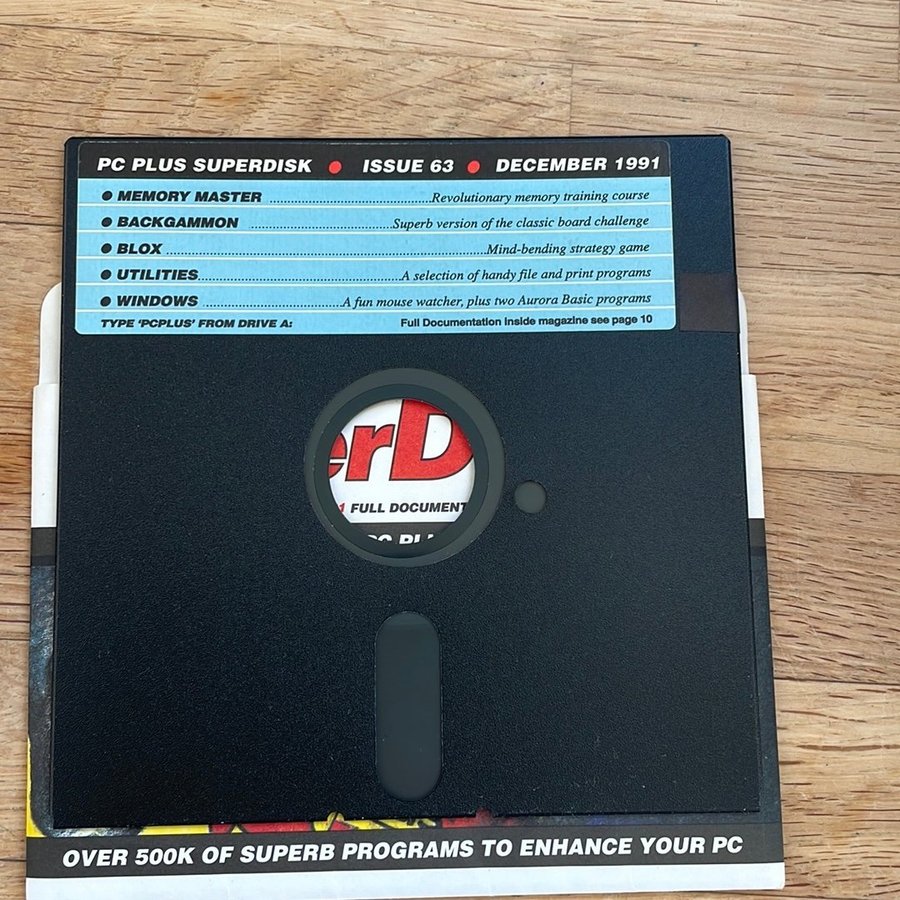 PC PLUS SUPERDISK ● ISSUE 63 ● DECEMBER 1991
● MEMORY MASTER ........ Revolutionary memory training course
● BACKGAMMON ........ Superb version of the classic board challenge
● BLOX ........ Mind-bending strategy game
● UTILITIES ........ A selection of handy file and print programs
● WINDOWS ........ A fun mouse watcher, plus two Aurora Basic programs
TYPE 'PCPLUS' FROM DRIVE A: Full Documentation inside magazine see page 10
erD
1 FULL DOCUMENT
PC PL
OVER 500K OF SUPERB PROGRAMS TO ENHANCE YOUR PC